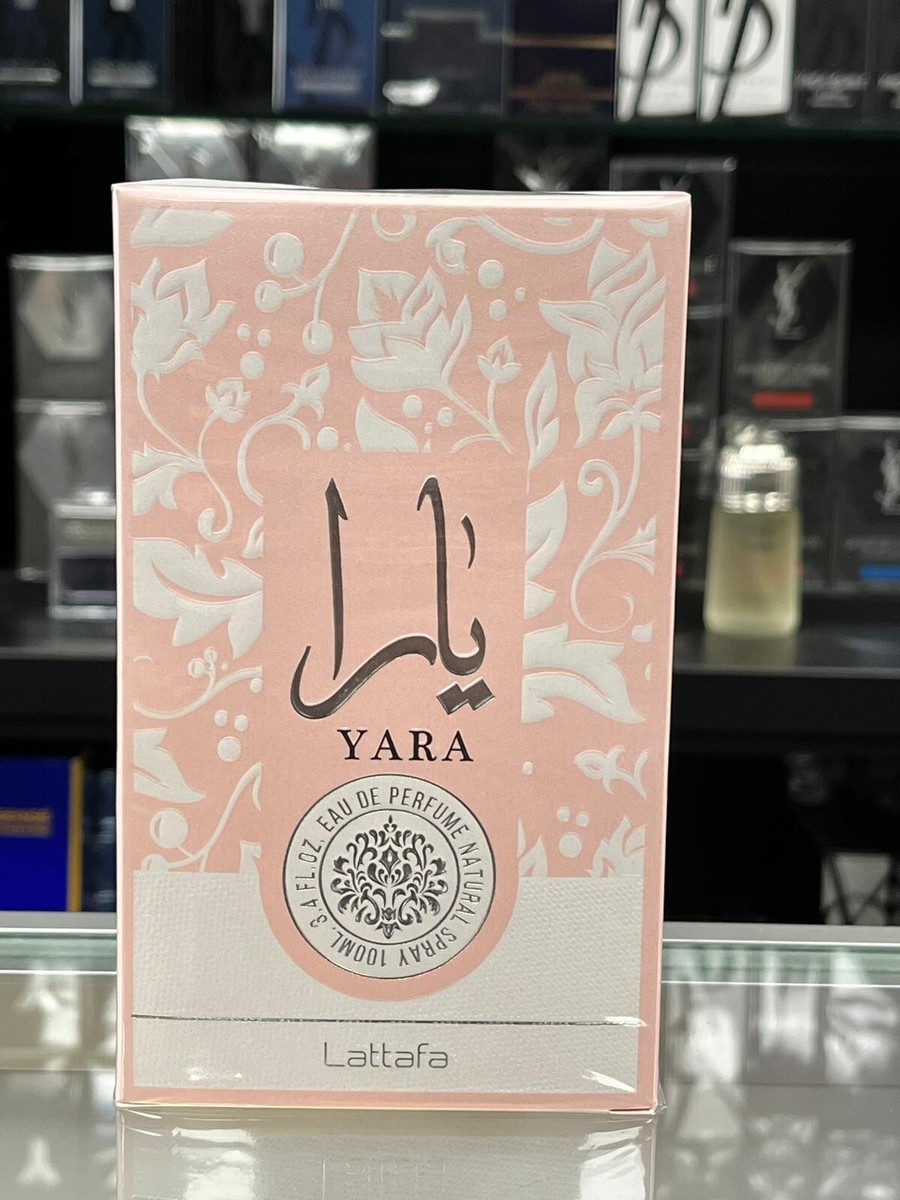 يارا
YARA
EAU DE PERFUME NATURAL SPRAY 100ML. 3.4 FL.OZ.
Lattafa